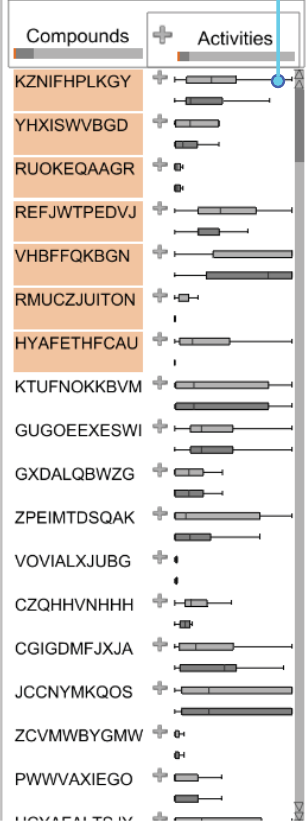 Compounds Activities
KZNIFHPLKGY
YHXISWVBGD
RUOKEQAAGR
REFJWTPEDVJ
VHBFFQKBGN
RMUCZJUITON
HYAFETHFCAU
KTUFNOKKBVM
GUGOEEXESWI
GXDALQBWZG
ZPEIMTDSQAK
VOVIALXJUBG
CZQHHVNHHH
CGIGDMFJXJA
JCCNYMKQOS
ZCVMWBYGMW
PWWVAXIEGO